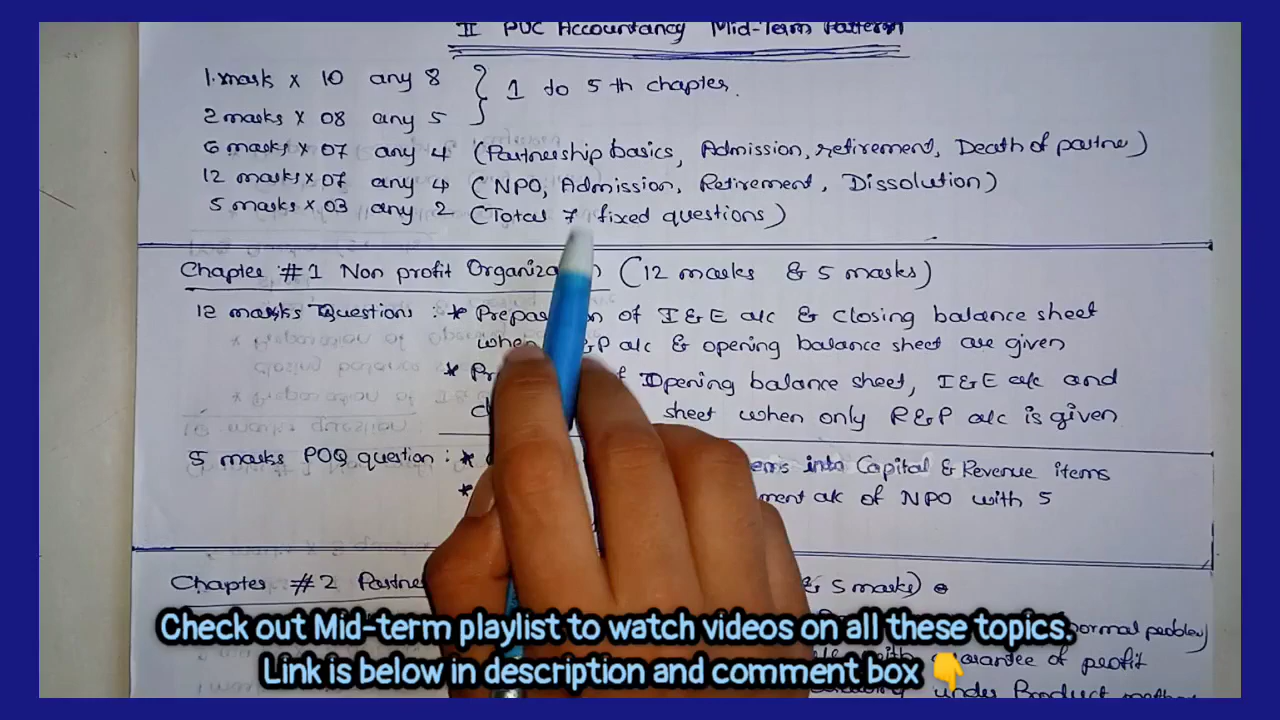 II PUC Accountancy Mid-Term Pattern
1 mark x 10 any 8 } 1 to 5 th chapter.
2 marks x 08 any 5
6 marks x 07 any 4 (Partnership basics, Admission, retirement, Death of partner)
12 marks x 07 any 4 (NPO, Admission, Retirement, Dissolution)
5 marks x 03 any 2 (Total 7 fixed questions)
Chapter #1 Non profit (12 marks & 5 marks)
12 marks Questions : * of I & E a/c & closing balance sheet
when a/c & opening balance sheet are given
* Opening balance sheet, I & E a/c and
sheet when only R&P a/c is given
5 marks POQ question : * into Capital & Revenue items
* a/c of NPO with 5
Chapter #2 & 5 marks)
guarantee of profit
under Product
Check out Mid-term playlist to watch videos on all these topics.
Link is below in description and comment box 👇